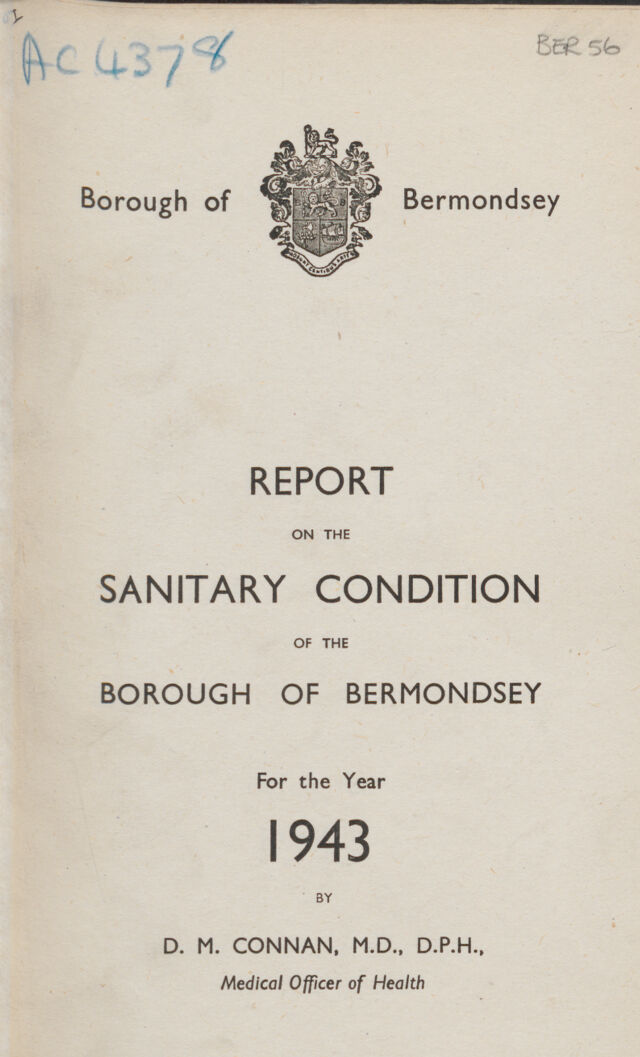 AC 4378
BER 56
Borough of Bermondsey
REPORT
ON THE
SANITARY CONDITION
OF THE
BOROUGH OF BERMONDSEY
For the Year
1943
BY
D. M. CONNAN, M.D., D.P.H.,
Medical Officer of Health